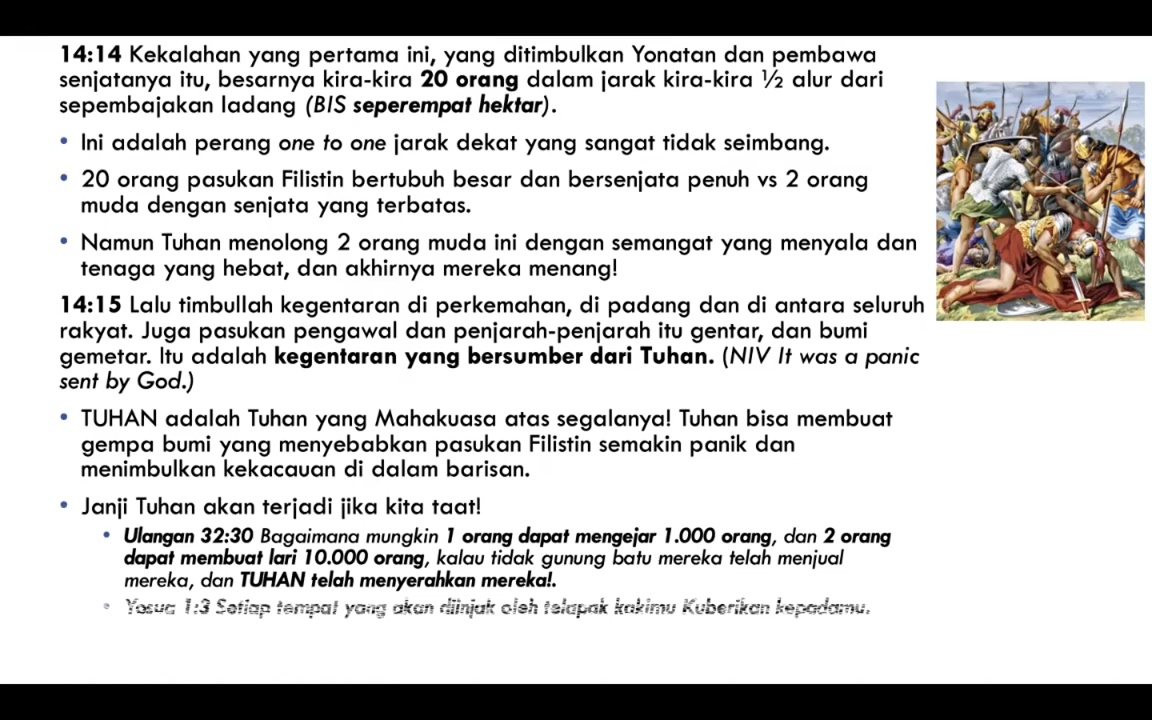 14:14 Kekalahan yang pertama ini, yang ditimbulkan Yonatan dan pembawa
senjatanya itu, besarnya kira-kira 20 orang dalam jarak kira-kira ½ alur dari
sepembajakan ladang (BIS seperempat hektar).
• Ini adalah perang one to one jarak dekat yang sangat tidak seimbang.
• 20 orang pasukan Filistin bertubuh besar dan bersenjata penuh vs 2 orang
muda dengan senjata yang terbatas.
• Namun Tuhan menolong 2 orang muda ini dengan semangat yang menyala dan
tenaga yang hebat, dan akhirnya mereka menang!
14:15 Lalu timbullah kegentaran di perkemahan, di padang dan di antara seluruh
rakyat. Juga pasukan pengawal dan penjarah-penjarah itu gentar, dan bumi
gemetar. Itu adalah kegentaran yang bersumber dari Tuhan. (NIV It was a panic
sent by God.)
• TUHAN adalah Tuhan yang Mahakuasa atas segalanya! Tuhan bisa membuat
gempa bumi yang menyebabkan pasukan Filistin semakin panik dan
menimbulkan kekacauan di dalam barisan.
• Janji Tuhan akan terjadi jika kita taat!
• Ulangan 32:30 Bagaimana mungkin 1 orang dapat mengejar 1.000 orang, dan 2 orang
dapat membuat lari 10.000 orang, kalau tidak gunung batu mereka telah menjual
mereka, dan TUHAN telah menyerahkan mereka!.
• Yosua 1:3 Setiap tempat yang akan diinjak oleh telapak kakimu Kuberikan kepadamu.